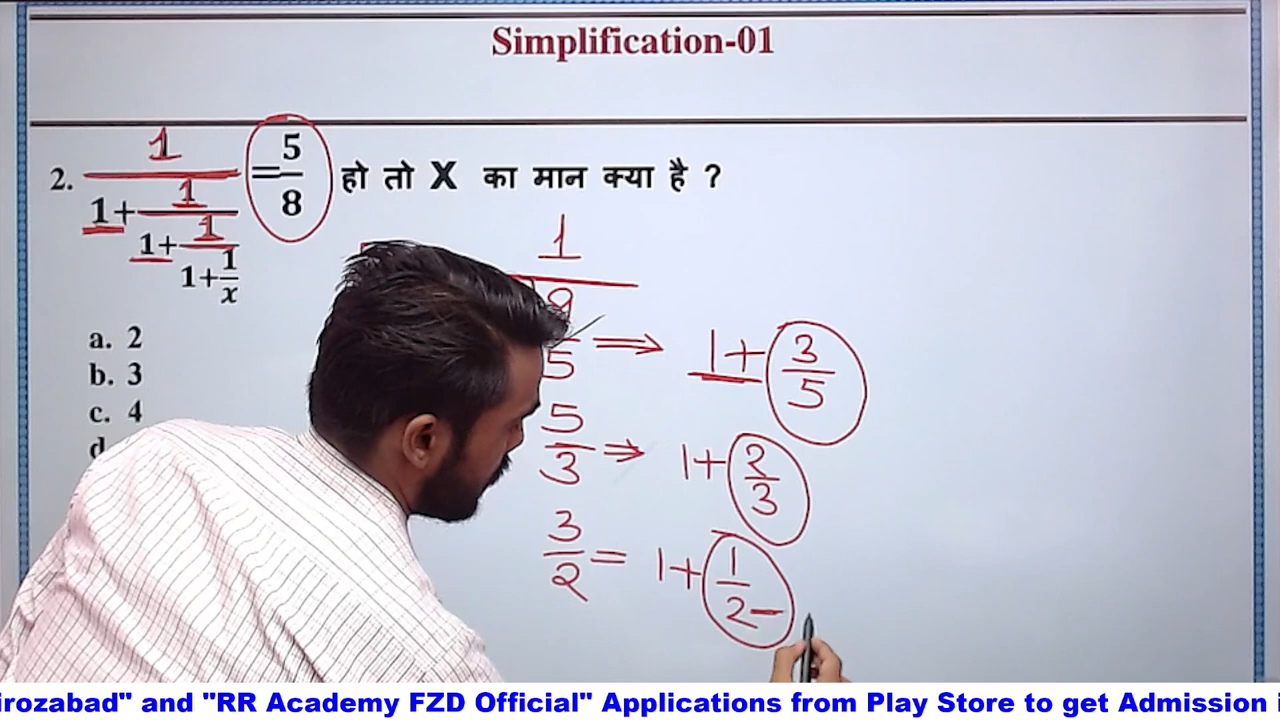 Simplification-01
2. 1/(1+1/(1+1/(1+1/x))) = 5/8 हो तो X का मान क्या है ?
a. 2
b. 3
c. 4
d.
1
8/5 ⇒ 1+ 3/5
5/3 ⇒ 1+ 2/3
3/2 = 1+ 1/2
irozabad" and "RR Academy FZD Official" Applications from Play Store to get Admission i